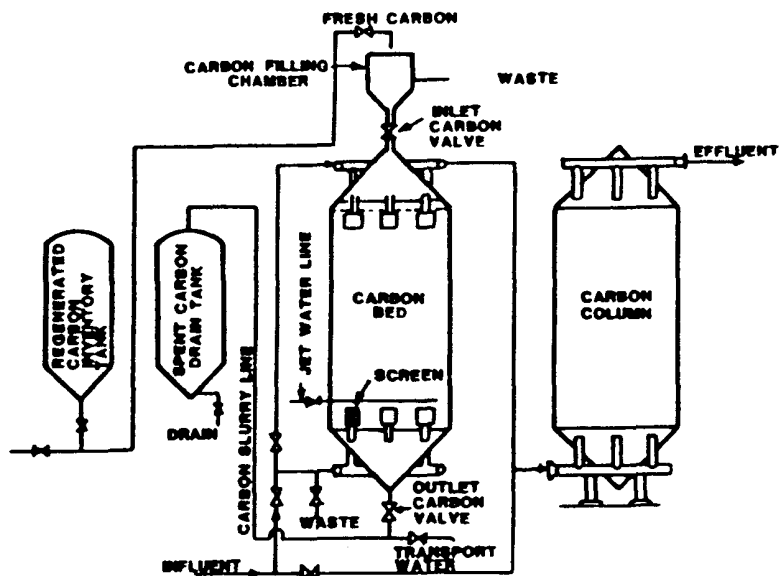 FRESH CARBON
CARBON FILLING
CHAMBER
WASTE
INLET
CARBON
VALVE
EFFLUENT
REGENERATED
CARBON
INVENTORY
TANK
SPENT CARBON
DRAIN TANK
JET WATER LINE
CARBON
BED
CARBON
COLUMN
SCREEN
DRAIN
CARBON SLURRY LINE
OUTLET
CARBON
VALVE
WASTE
TRANSPORT
WATER
INFLUENT